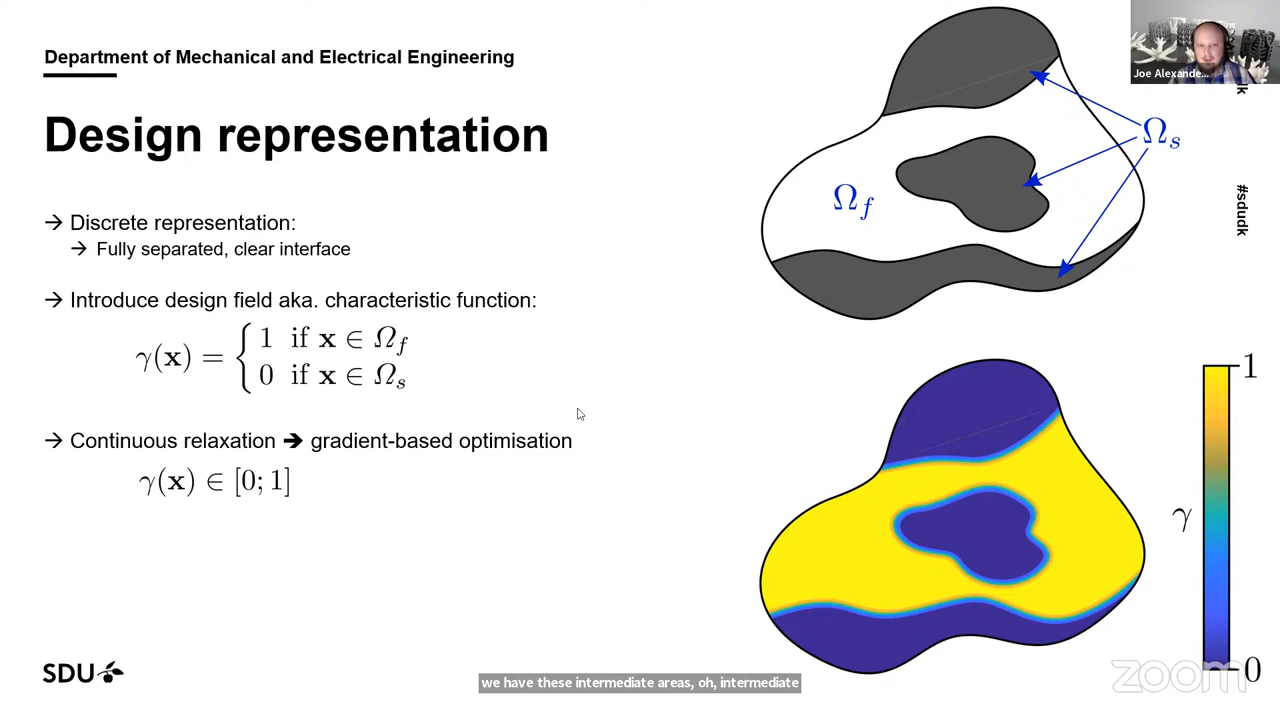 Department of Mechanical and Electrical Engineering
Design representation
→ Discrete representation:
→ Fully separated, clear interface
→ Introduce design field aka. characteristic function:
γ(x) = { 1 if x ∈ Ω_f
0 if x ∈ Ω_s
→ Continuous relaxation ➔ gradient-based optimisation
γ(x) ∈ [0; 1]
SDU
Ω_f
Ω_s
Joe Alexande...
#sdudk
1
γ
0
zoom
we have these intermediate areas, oh, intermediate